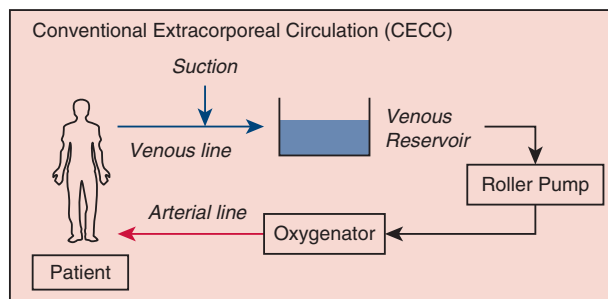 Conventional Extracorporeal Circulation (CECC)
Suction
Venous line
Venous
Reservoir
Roller Pump
Arterial line
Oxygenator
Patient